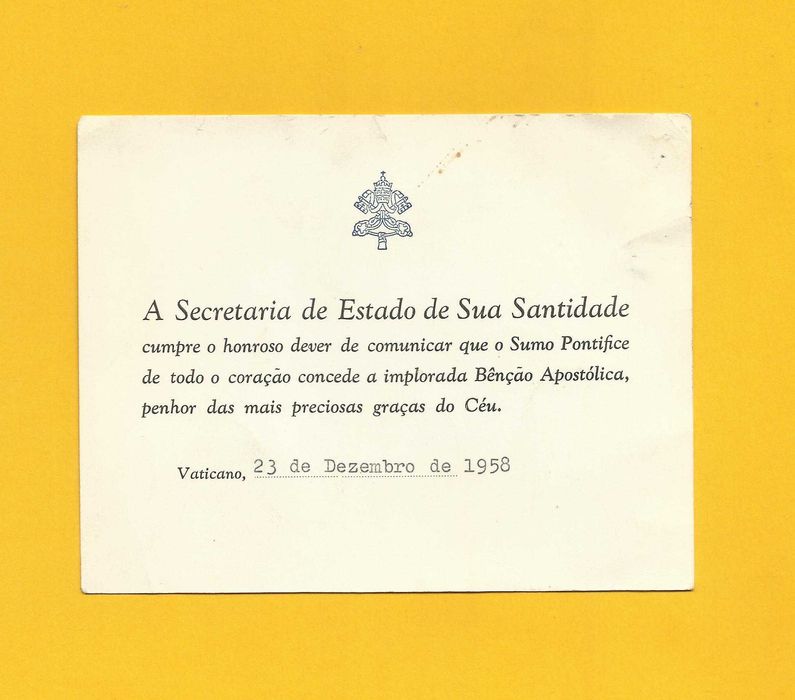 A Secretaria de Estado de Sua Santidade
cumpre o honroso dever de comunicar que o Sumo Pontifice
de todo o coração concede a implorada Bênção Apostólica,
penhor das mais preciosas graças do Céu.
Vaticano, 23 de Dezembro de 1958